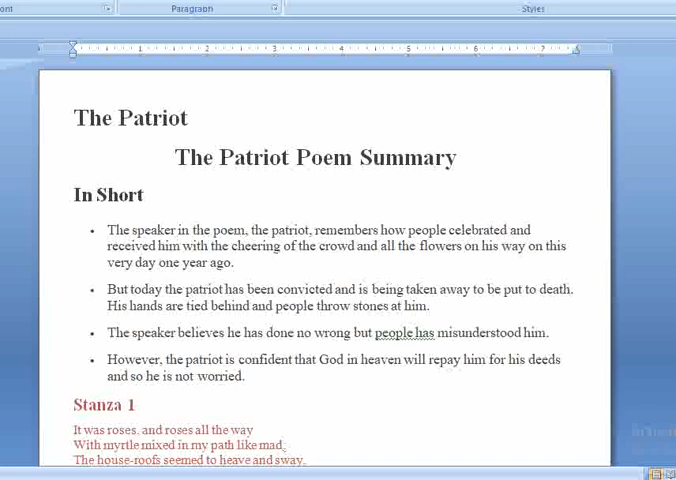 ont
Paragraph
Styles
1 2 3 4 5 6 7
The Patriot
The Patriot Poem Summary
In Short
• The speaker in the poem, the patriot, remembers how people celebrated and
received him with the cheering of the crowd and all the flowers on his way on this
very day one year ago.
• But today the patriot has been convicted and is being taken away to be put to death.
His hands are tied behind and people throw stones at him.
• The speaker believes he has done no wrong but people has misunderstood him.
• However, the patriot is confident that God in heaven will repay him for his deeds
and so he is not worried.
Stanza 1
It was roses, and roses all the way
With myrtle mixed in my path like mad;
The house-roofs seemed to heave and sway,